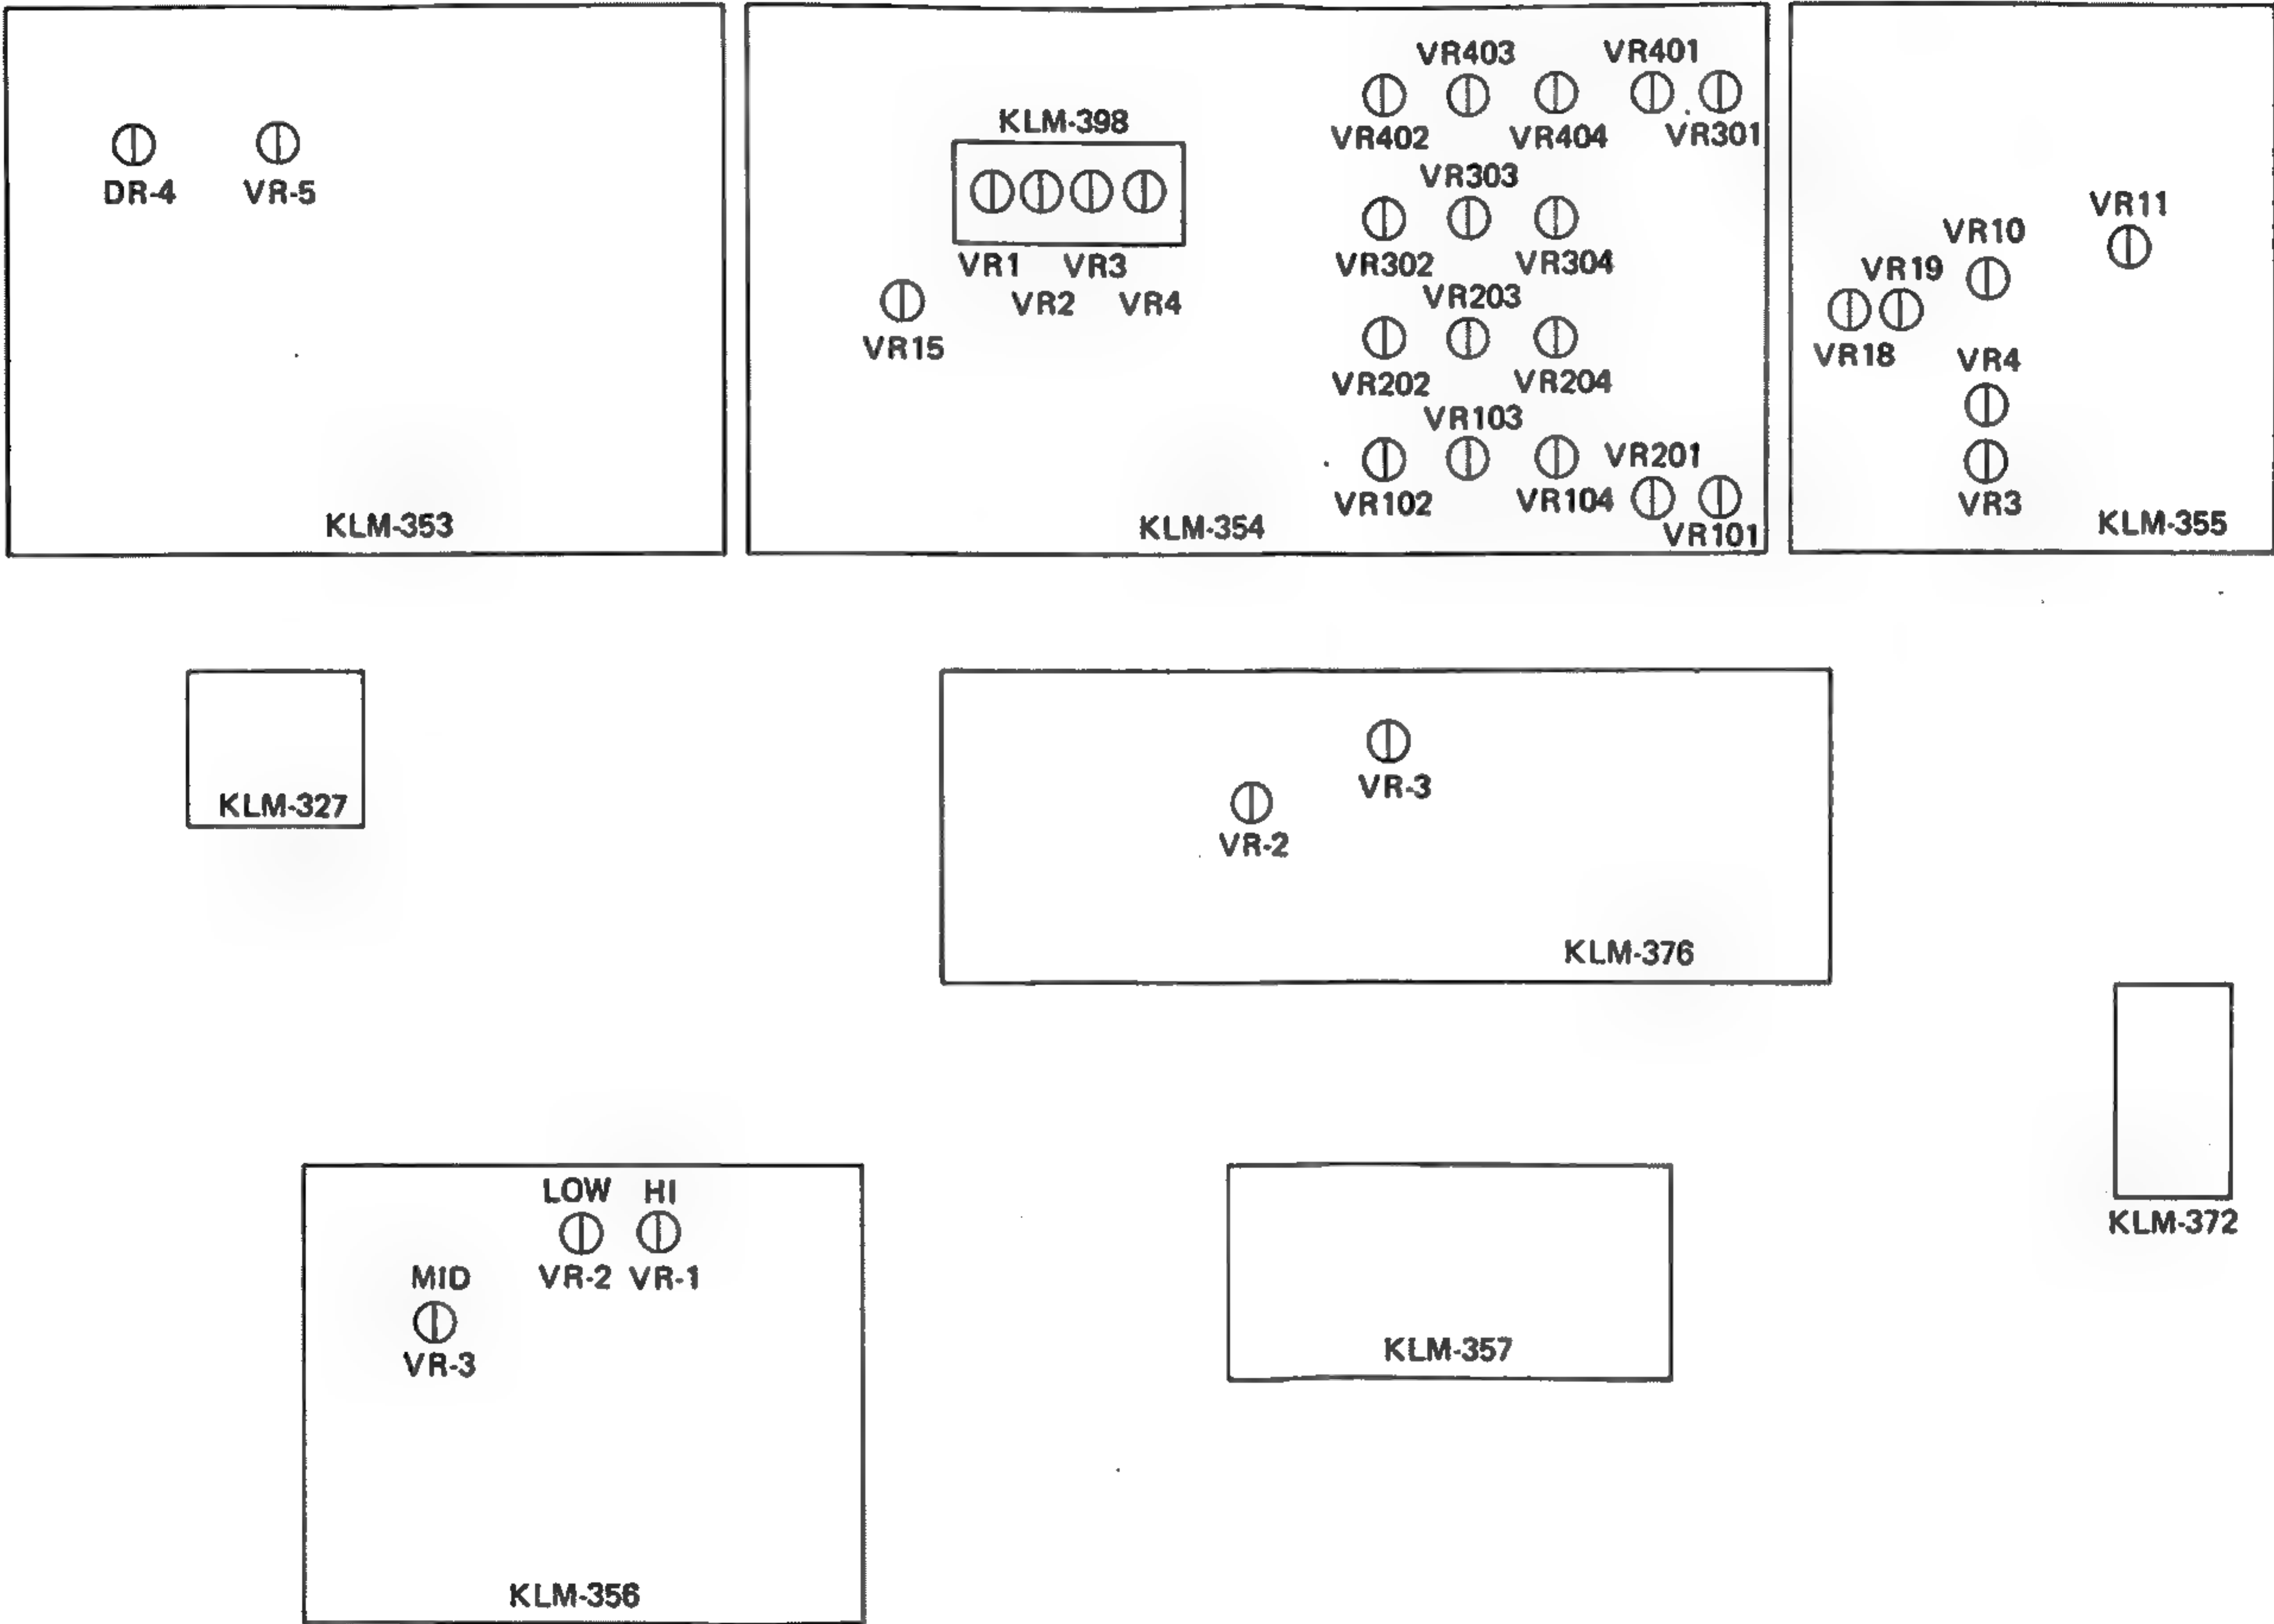 DR-4
VR-5
KLM-353
KLM-398
VR1
VR3
VR2
VR4
VR15
VR403
VR401
VR402
VR404
VR301
VR303
VR302
VR304
VR203
VR202
VR204
VR103
VR201
VR102
VR104
VR101
KLM-354
VR11
VR10
VR19
VR18
VR4
VR3
KLM-355
KLM-327
VR-3
VR-2
KLM-376
KLM-372
LOW HI
VR-2 VR-1
MID
VR-3
KLM-356
KLM-357